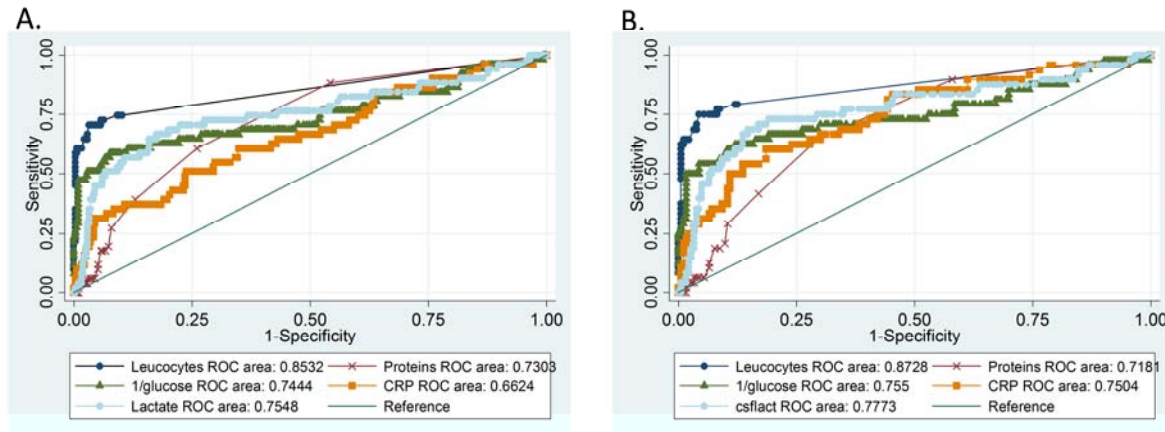 A.
1.00
0.75
0.50
0.25
0.00
Sensitivity
0.00 0.25 0.50 0.75 1.00
1-Specificity
Leucocytes ROC area: 0.8532 Proteins ROC area: 0.7303
1/glucose ROC area: 0.7444 CRP ROC area: 0.6624
Lactate ROC area: 0.7548 Reference
B.
1.00
0.75
0.50
0.25
0.00
Sensitivity
0.00 0.25 0.50 0.75 1.00
1-Specificity
Leucocytes ROC area: 0.8728 Proteins ROC area: 0.7181
1/glucose ROC area: 0.755 CRP ROC area: 0.7504
csflact ROC area: 0.7773 Reference